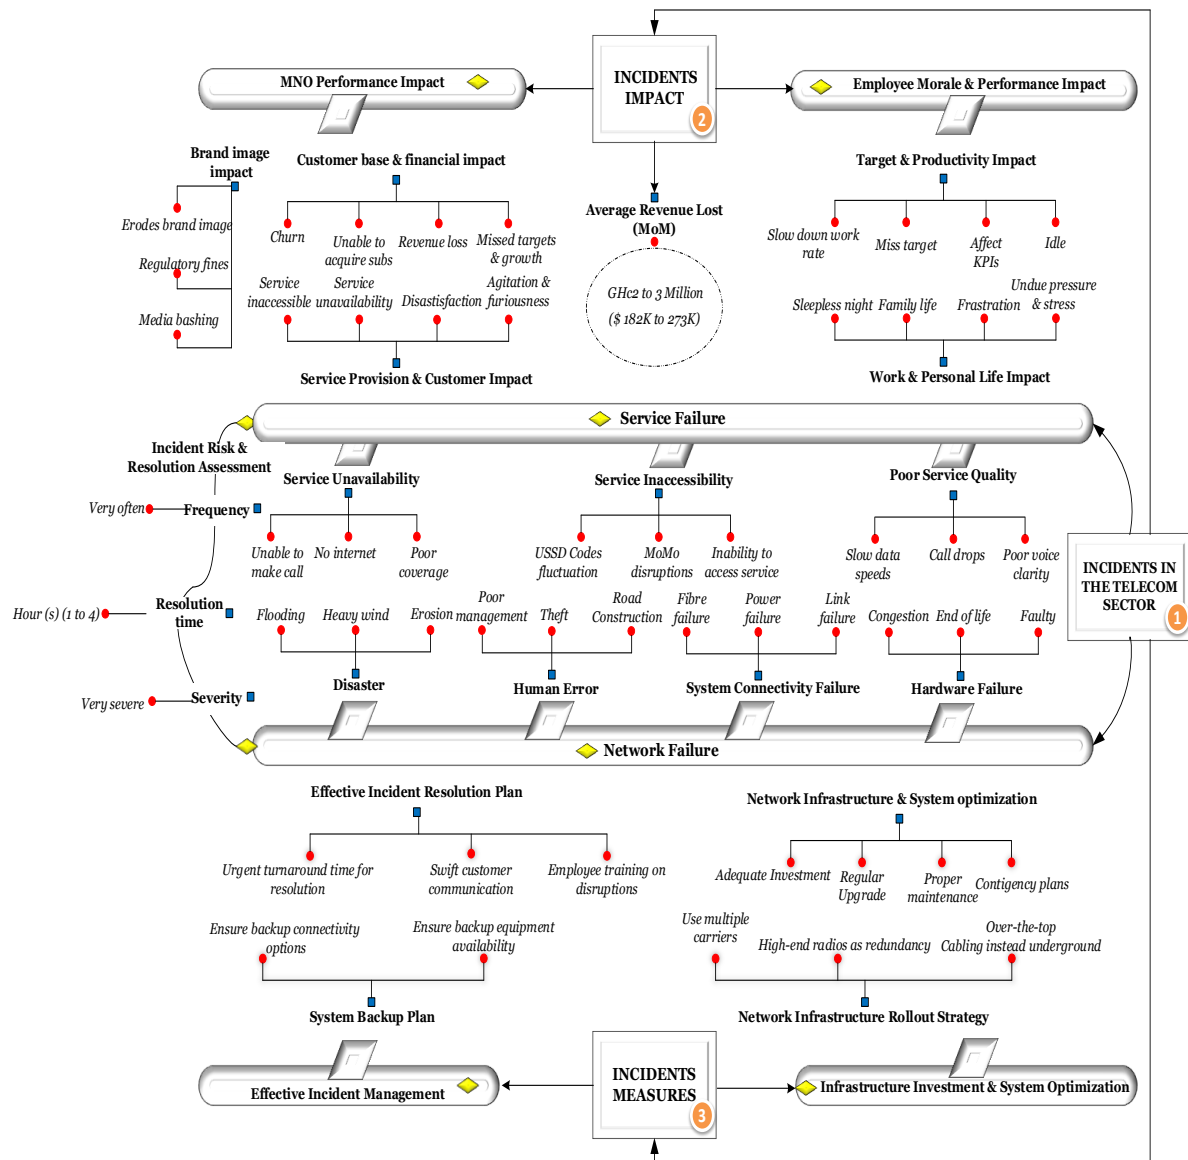 INCIDENTS
IMPACT
2
MNO Performance Impact
Employee Morale & Performance Impact
Brand image
impact
Erodes brand image
Regulatory fines
Media bashing
Customer base & financial impact
Churn
Unable to
acquire subs
Revenue loss
Missed targets
& growth
Service
inaccessible
Service
unavailability
Disastisfaction
Agitation &
furiousness
Service Provision & Customer Impact
Average Revenue Lost
(MoM)
GHc2 to 3 Million
($ 182K to 273K)
Target & Productivity Impact
Slow down work
rate
Miss target
Affect
KPIs
Idle
Sleepless night
Family life
Frastration
Undue pressure
& stress
Work & Personal Life Impact
Service Failure
Incident Risk &
Resolution Assessment
Very often
Frequency
Hour (s) (1 to 4)
Resolution
time
Very severe
Severity
Service Unavailability
Unable to
make call
No internet
Poor
coverage
Service Inaccessibility
USSD Codes
fluctuation
MoMo
disruptions
Inability to
access service
Poor Service Quality
Slow data
speeds
Call drops
Poor voice
clarity
INCIDENTS IN
THE TELECOM
SECTOR
1
Flooding
Heavy wind
Erosion
Disaster
Poor
management
Theft
Road
Construction
Human Error
Fibre
failure
Power
failure
Link
failure
System Connectivity Failure
Congestion
End of life
Faulty
Hardware Failure
Network Failure
Effective Incident Resolution Plan
Urgent turnaround time for
resolution
Swift customer
communication
Employee training on
disruptions
Ensure backup connectivity
options
Ensure backup equipment
availability
System Backup Plan
Network Infrastructure & System optimization
Adequate Investment
Regular
Upgrade
Proper
maintenance
Contigency plans
Use multiple
carriers
High-end radios as redundancy
Over-the-top
Cabling instead underground
Network Infrastructure Rollout Strategy
Effective Incident Management
INCIDENTS
MEASURES
3
Infrastructure Investment & System Optimization